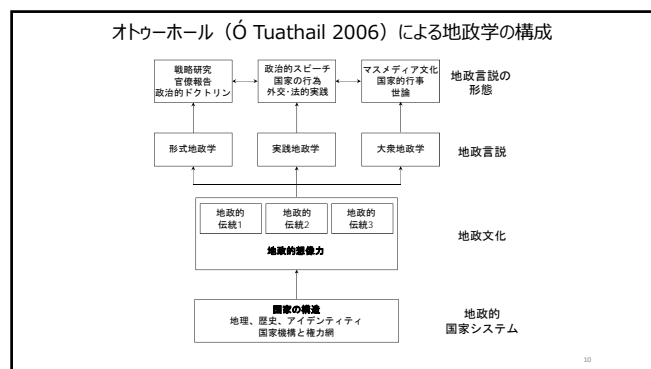 オトゥーホール（Ó Tuathail 2006）による地政学の構成
戦略研究
官僚報告
政治的ドクトリン
政治的スピーチ
国家の行為
外交･法的実践
マスメディア文化
国家的行事
世論
地政言説の
形態
形式地政学
実践地政学
大衆地政学
地政言説
地政的
伝統1
地政的
伝統2
地政的
伝統3
地政的想像力
地政文化
国家の構造
地理、歴史、アイデンティティ
国家機構と権力網
地政的
国家システム
10